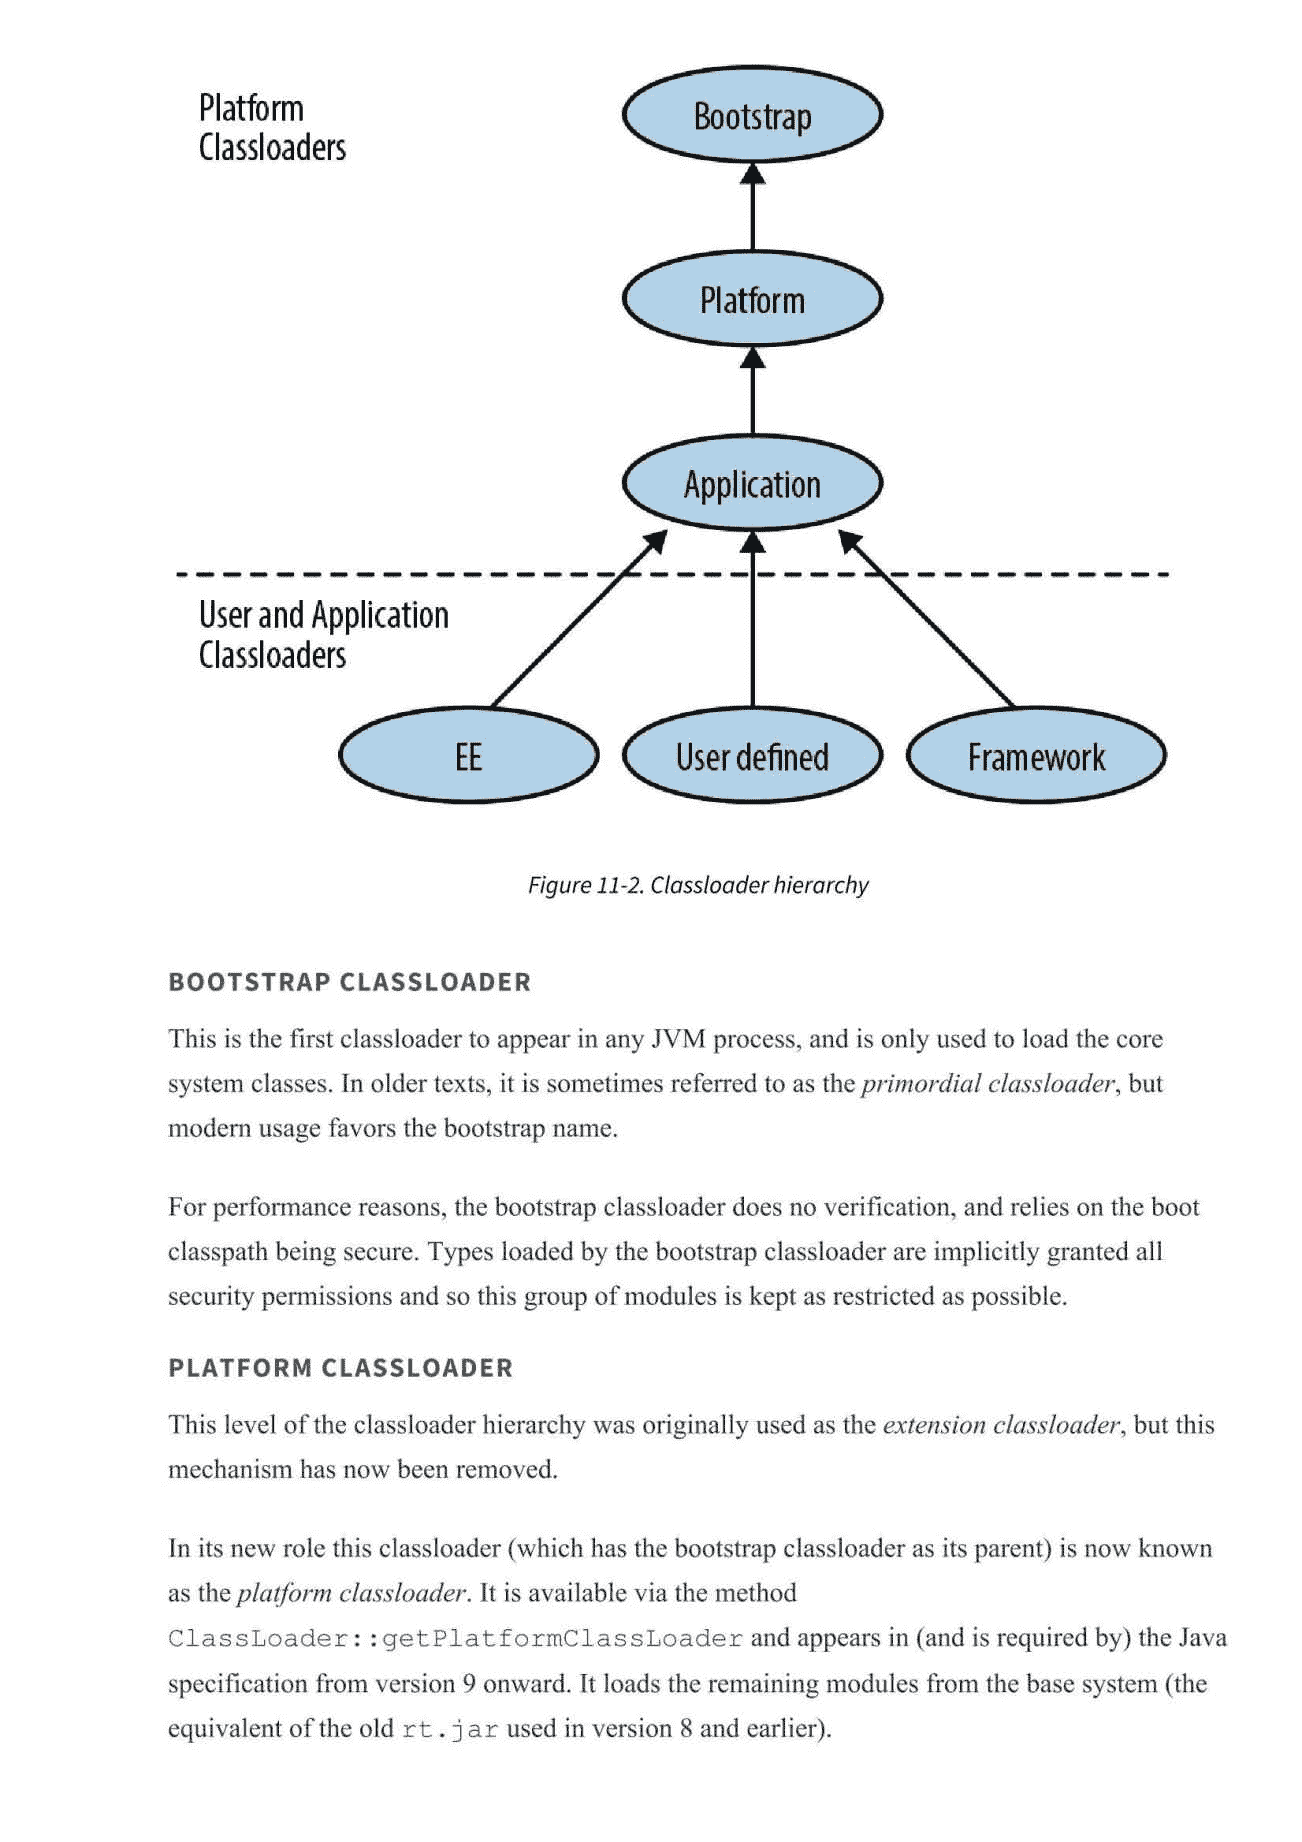 Platform
Classloaders
Bootstrap
Platform
Application
User and Application
Classloaders
EE
User defined
Framework
Figure 11-2. Classloader hierarchy
BOOTSTRAP CLASSLOADER
This is the first classloader to appear in any JVM process, and is only used to load the core
system classes. In older texts, it is sometimes referred to as the primordial classloader, but
modern usage favors the bootstrap name.
For performance reasons, the bootstrap classloader does no verification, and relies on the boot
classpath being secure. Types loaded by the bootstrap classloader are implicitly granted all
security permissions and so this group of modules is kept as restricted as possible.
PLATFORM CLASSLOADER
This level of the classloader hierarchy was originally used as the extension classloader, but this
mechanism has now been removed.
In its new role this classloader (which has the bootstrap classloader as its parent) is now known
as the platform classloader. It is available via the method
ClassLoader::getPlatformClassLoader and appears in (and is required by) the Java
specification from version 9 onward. It loads the remaining modules from the base system (the
equivalent of the old rt.jar used in version 8 and earlier).